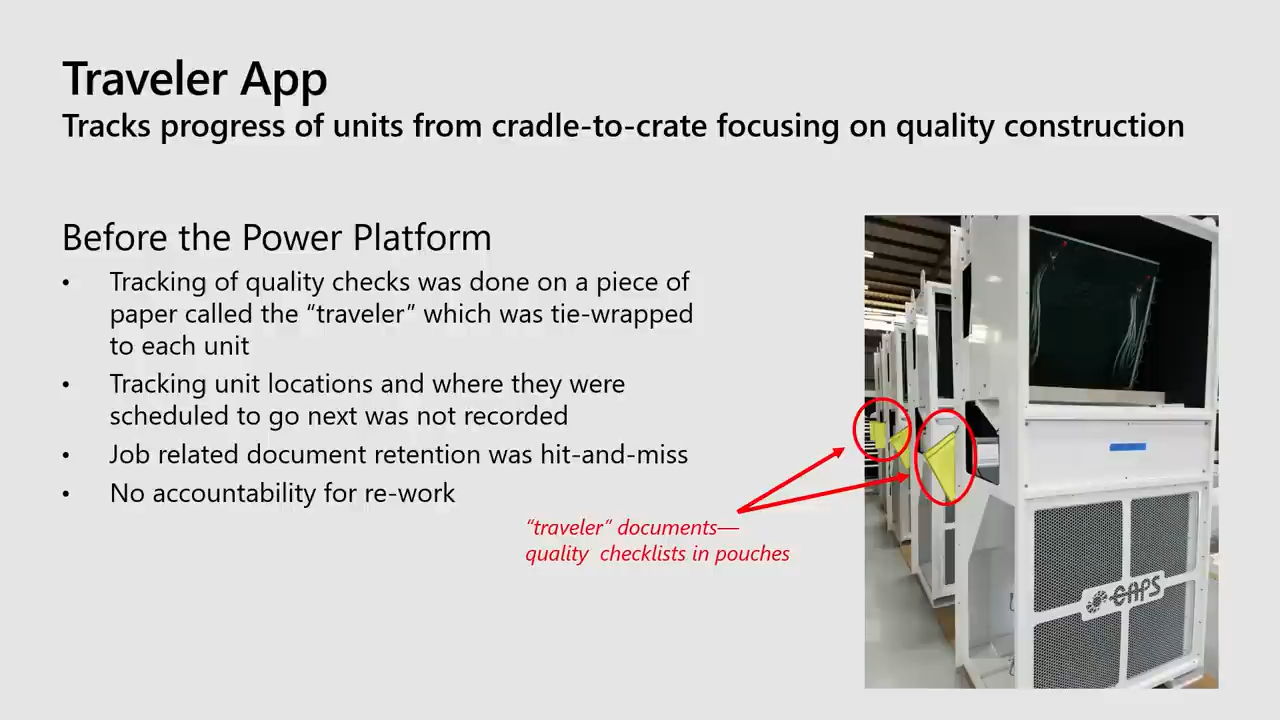 Traveler App
Tracks progress of units from cradle-to-crate focusing on quality construction
Before the Power Platform
• Tracking of quality checks was done on a piece of
paper called the “traveler” which was tie-wrapped
to each unit
• Tracking unit locations and where they were
scheduled to go next was not recorded
• Job related document retention was hit-and-miss
• No accountability for re-work
“traveler” documents—
quality checklists in pouches
CAPS